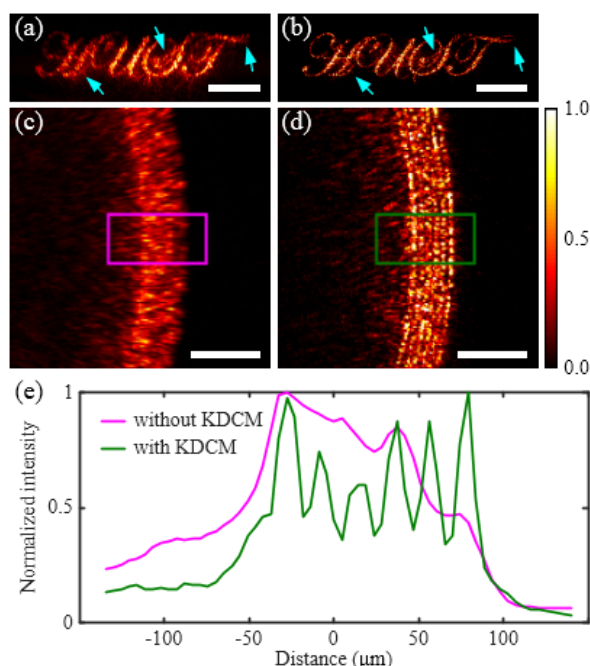 (a)
HUST
(b)
HUST
(c)
(d)
1.0
0.5
0.0
(e)
1
0.5
0
Normalized intensity
without KDCM
with KDCM
-100
-50
0
50
100
Distance (μm)